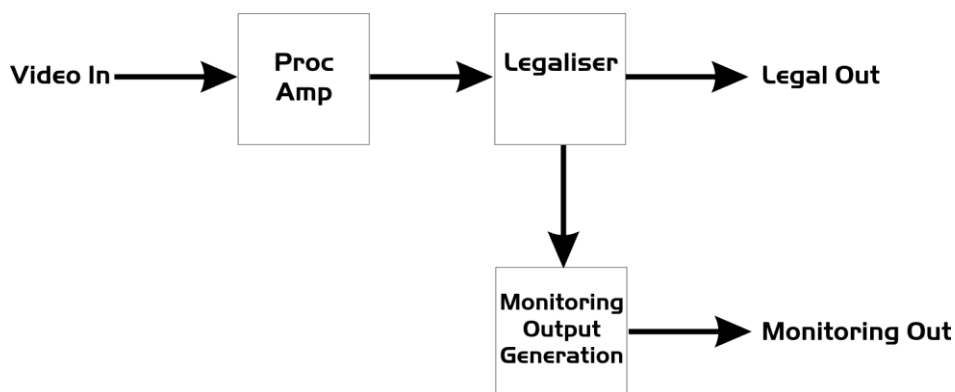 Video In
Proc
Amp
Legaliser
Legal Out
Monitoring
Output
Generation
Monitoring Out